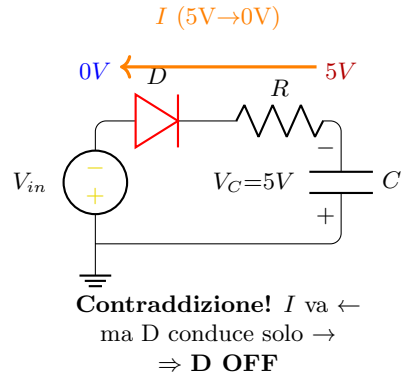 I (5V→0V)
0V
5V
D
R
−
+
V_in
V_C=5V
−
+
C
Contraddizione! I va ←
ma D conduce solo →
⇒ D OFF